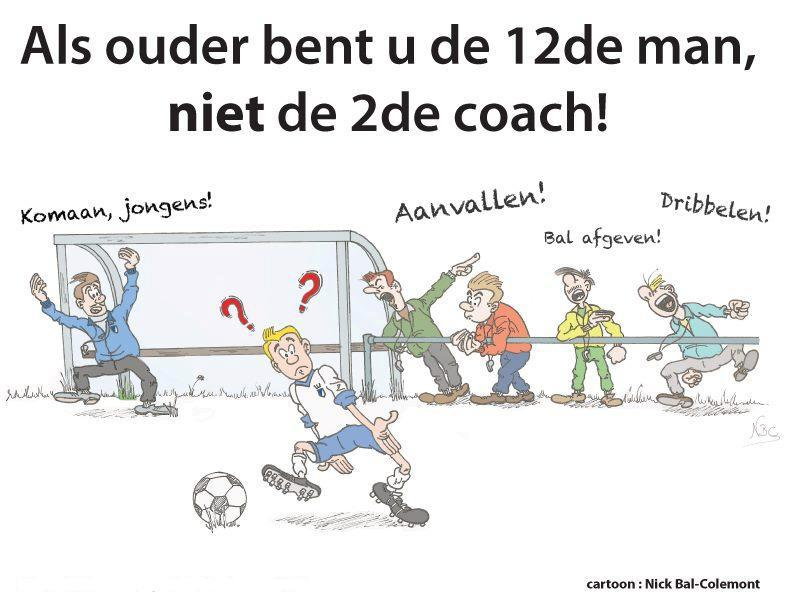 Als ouder bent u de 12de man,
niet de 2de coach!
Komaan, jongens!
Aanvallen!
Bal afgeven!
Dribbelen!
?
?
NBC
cartoon : Nick Bal-Colemont